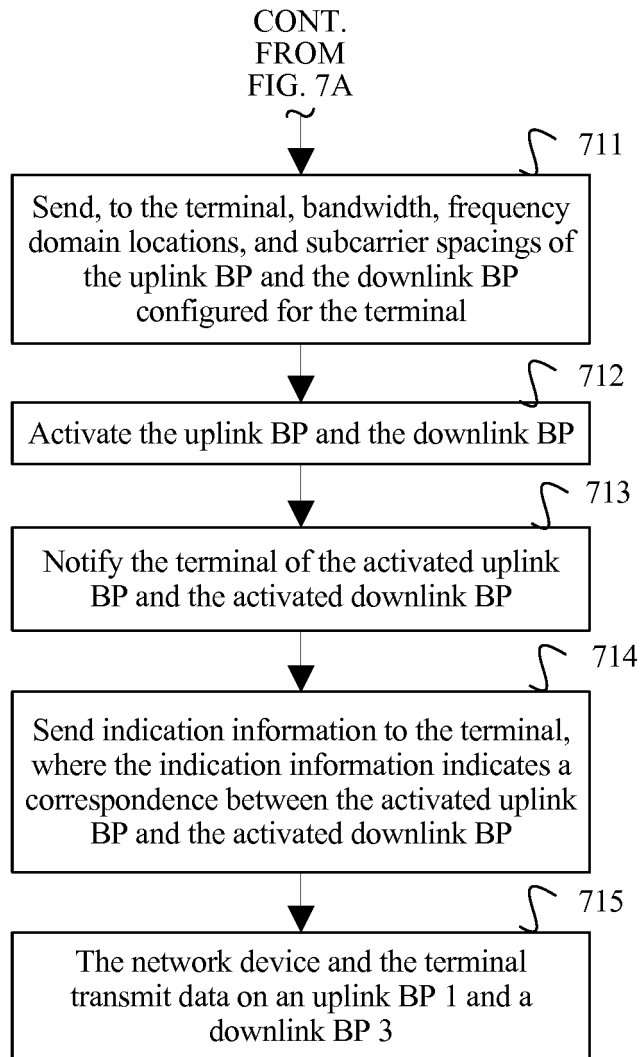 CONT.
FROM
FIG. 7A
711
Send, to the terminal, bandwidth, frequency
domain locations, and subcarrier spacings of
the uplink BP and the downlink BP
configured for the terminal
712
Activate the uplink BP and the downlink BP
713
Notify the terminal of the activated uplink
BP and the activated downlink BP
714
Send indication information to the terminal,
where the indication information indicates a
correspondence between the activated uplink
BP and the activated downlink BP
715
The network device and the terminal
transmit data on an uplink BP 1 and a
downlink BP 3